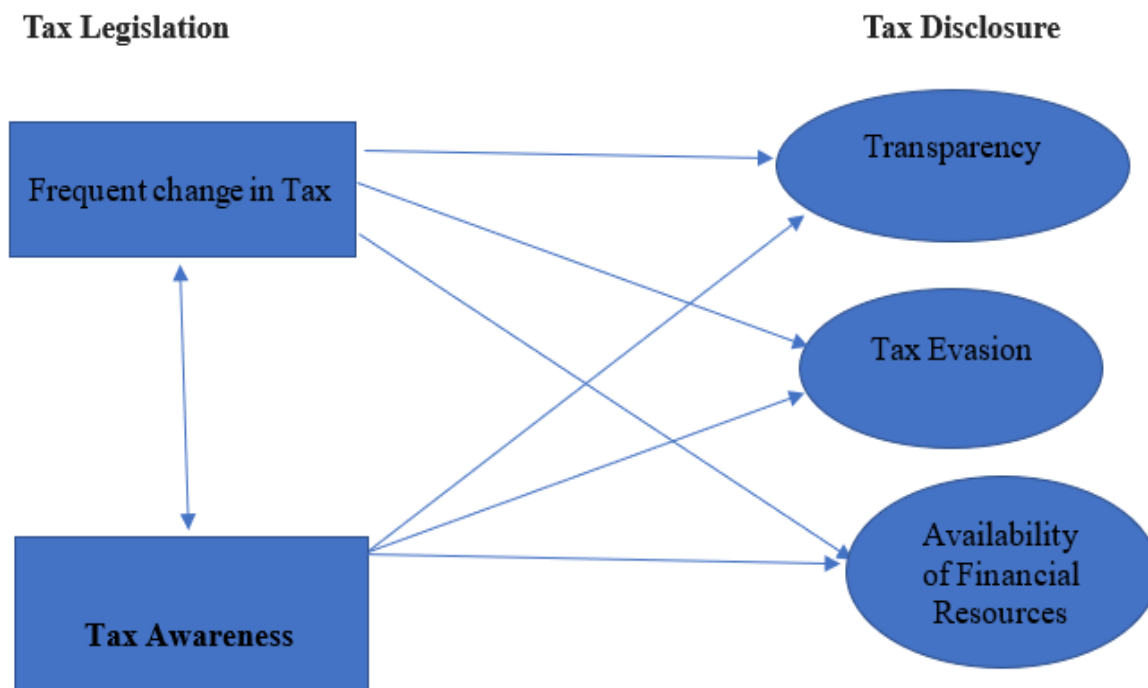 Tax Legislation
Tax Disclosure
Frequent change in Tax
Transparency
Tax Evasion
Tax Awareness
Availability
of Financial
Resources